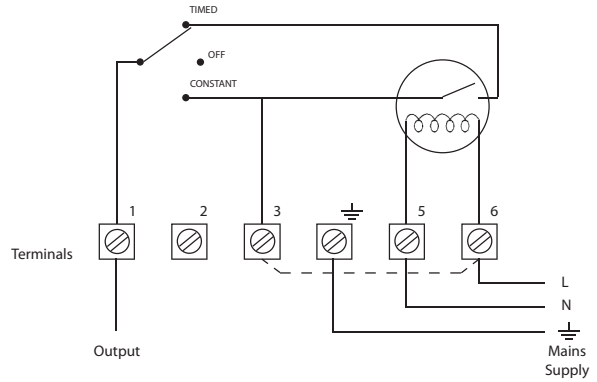 TIMED
OFF
CONSTANT
1 2 3 5 6
Terminals
L
N
Output
Mains
Supply